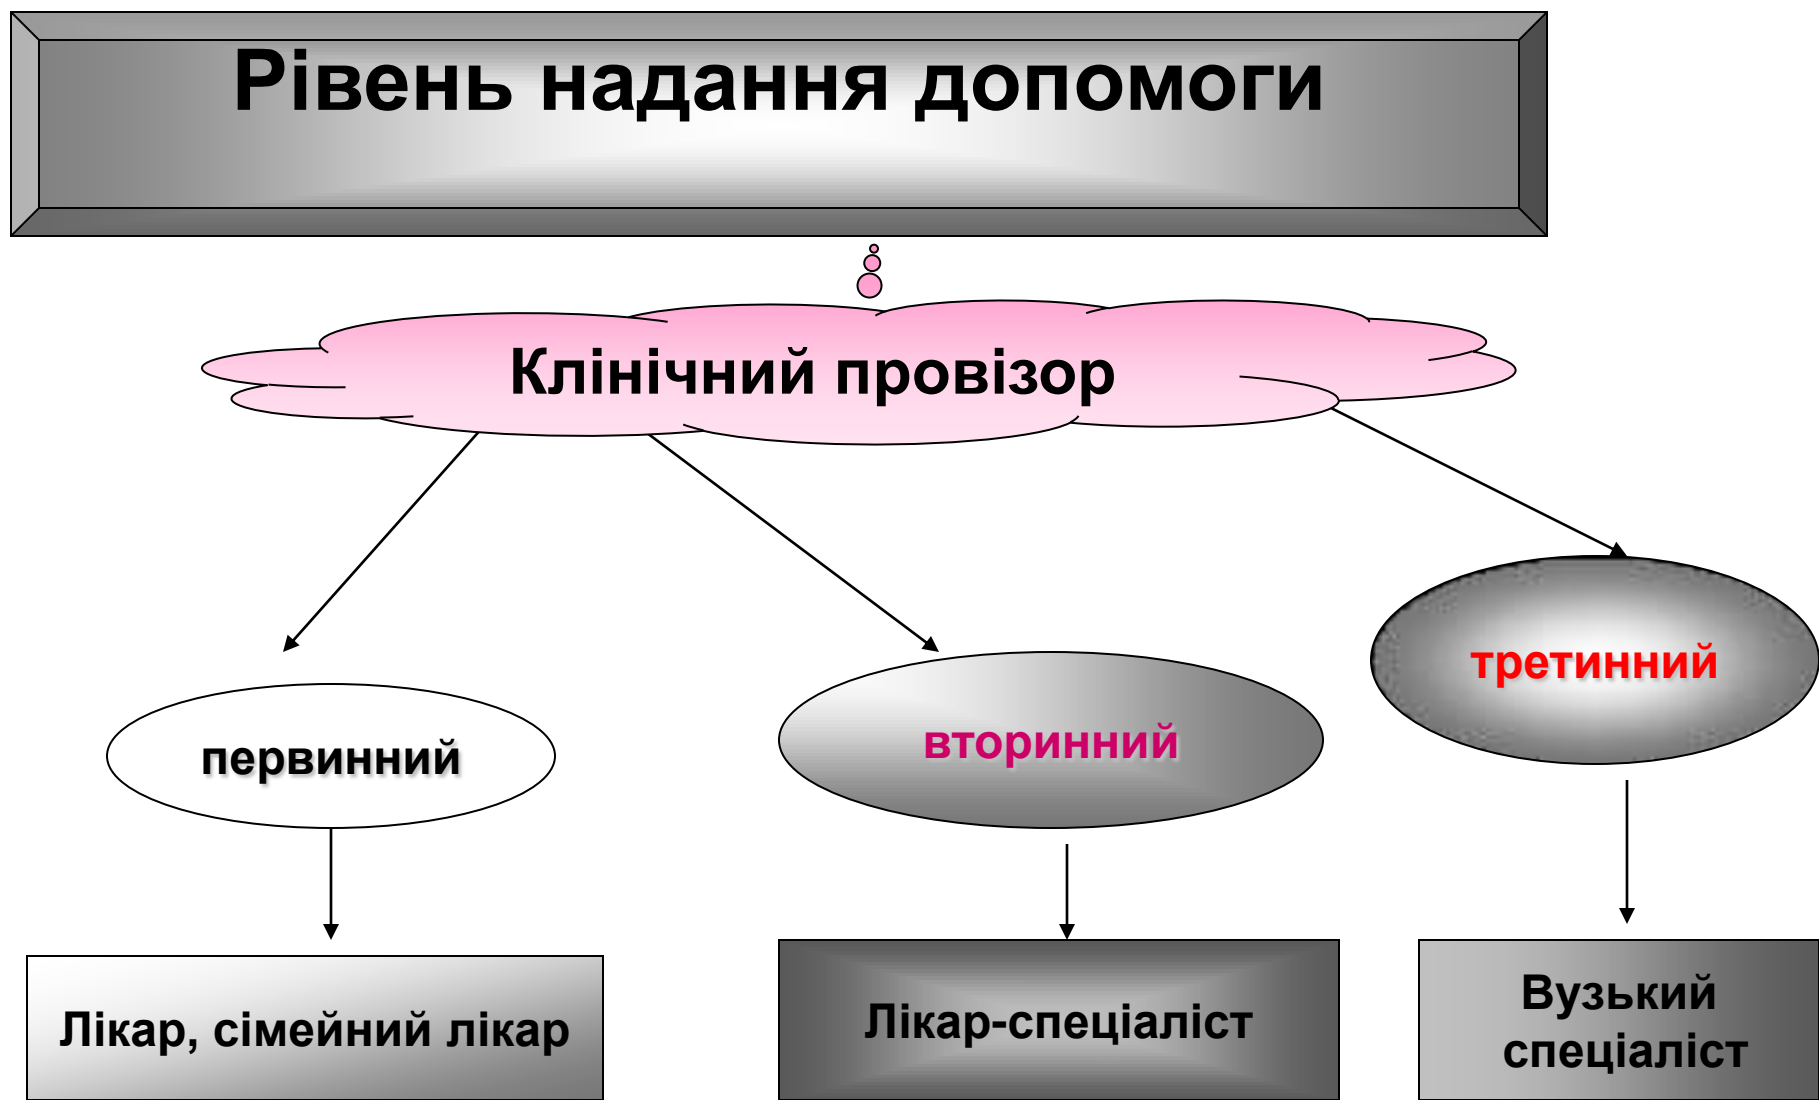 Рівень надання допомоги
Клінічний провізор
третинний
вторинний
первинний
Лікар, сімейний лікар
Лікар-спеціаліст
Вузький
спеціаліст